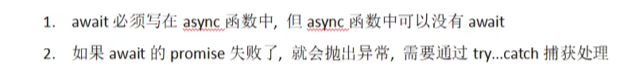 1. await 必须写在 async 函数中, 但 async 函数中可以没有 await
2. 如果 await 的 promise 失败了, 就会抛出异常, 需要通过 try...catch 捕获处理